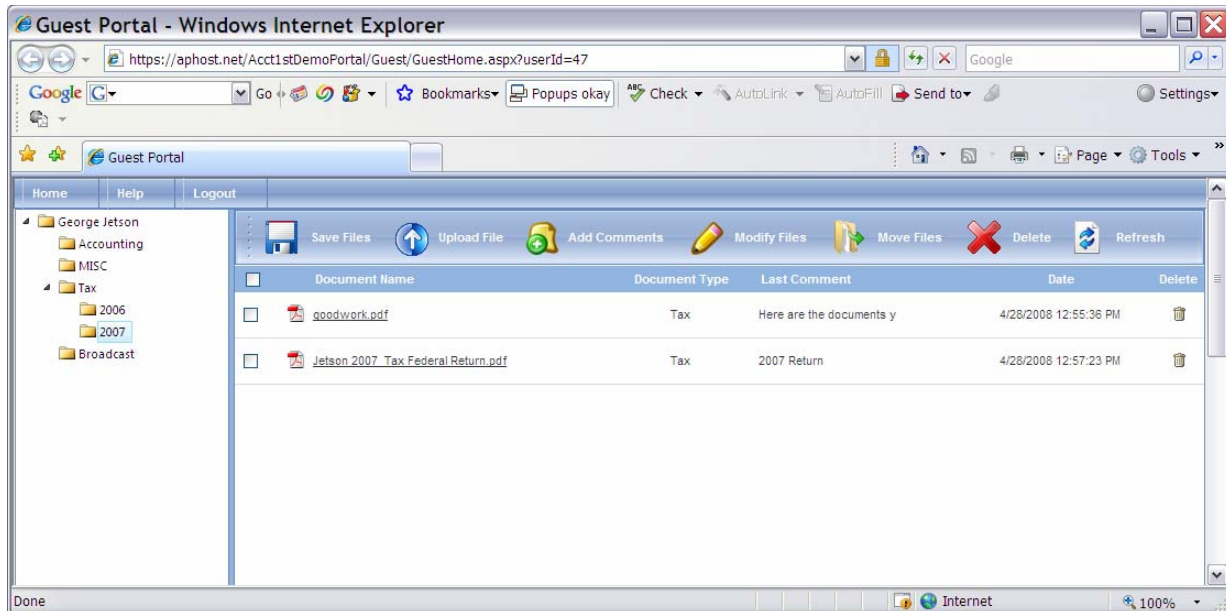 Guest Portal - Windows Internet Explorer
https://aphost.net/Acct1stDemoPortal/Guest/GuestHome.aspx?userId=47
Google
Google G
Go
Bookmarks
Popups okay
ABC
Check
AutoLink
AutoFill
Send to
Settings
Guest Portal
Page
Tools
»
Home Help Logout
George Jetson
Accounting
MISC
Tax
2006
2007
Broadcast
Save Files Upload File Add Comments Modify Files Move Files Delete Refresh
Document Name Document Type Last Comment Date Delete
goodwork.pdf Tax Here are the documents y 4/28/2008 12:55:36 PM
Jetson 2007 Tax Federal Return.pdf Tax 2007 Return 4/28/2008 12:57:23 PM
Done Internet 100%